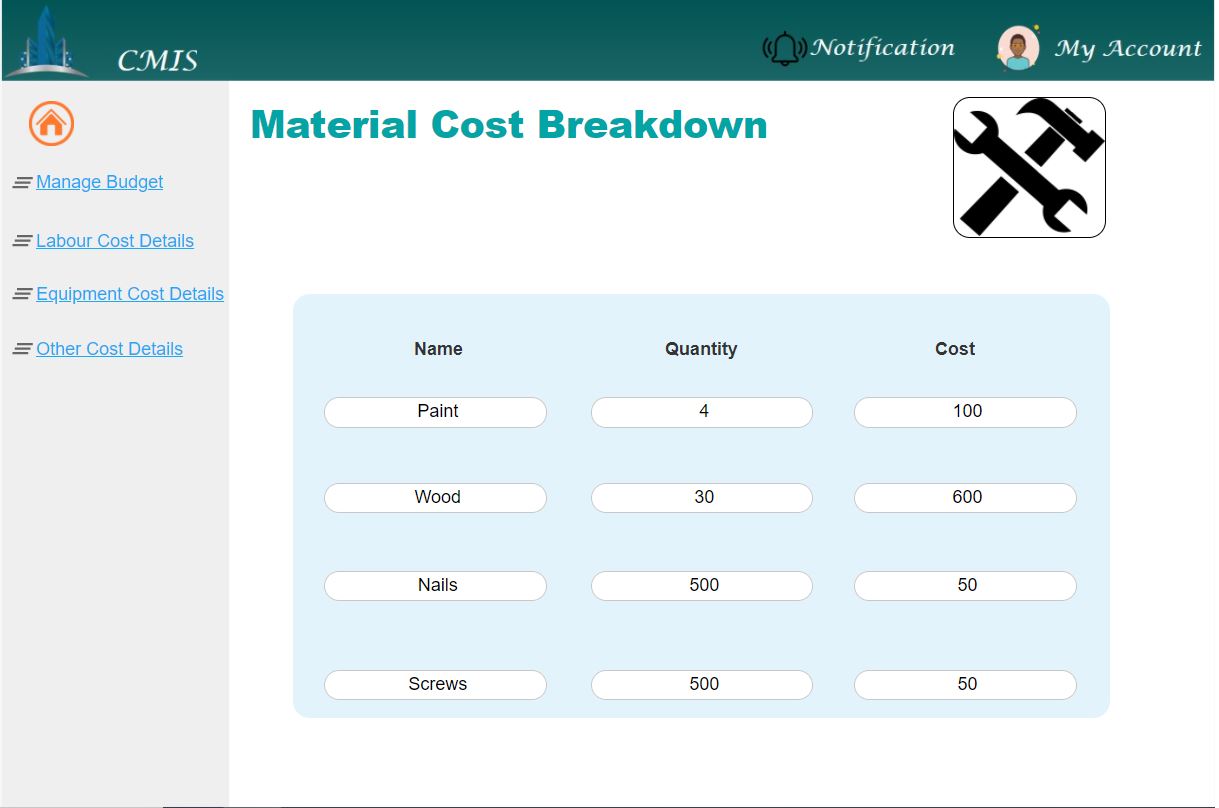 CMIS
Notification
My Account
Material Cost Breakdown
Manage Budget
Labour Cost Details
Equipment Cost Details
Other Cost Details
Name Quantity Cost
Paint 4 100
Wood 30 600
Nails 500 50
Screws 500 50